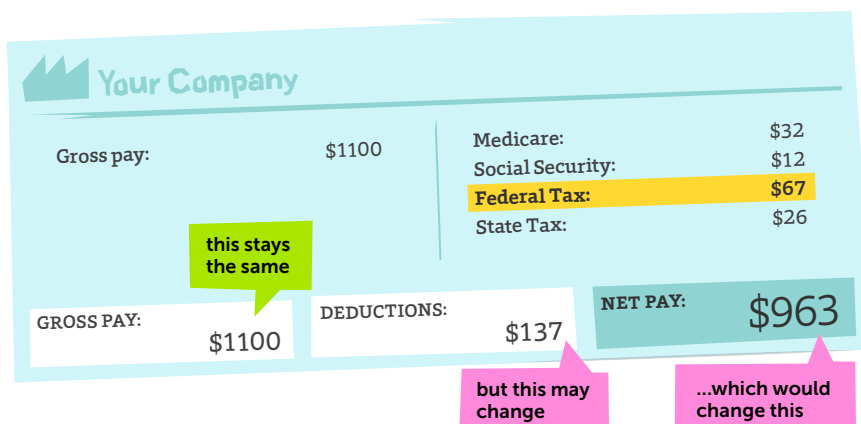 Your Company
Gross pay: $1100
Medicare: $32
Social Security: $12
Federal Tax: $67
State Tax: $26
this stays
the same
GROSS PAY:
$1100
DEDUCTIONS:
$137
NET PAY:
$963
but this may
change
...which would
change this